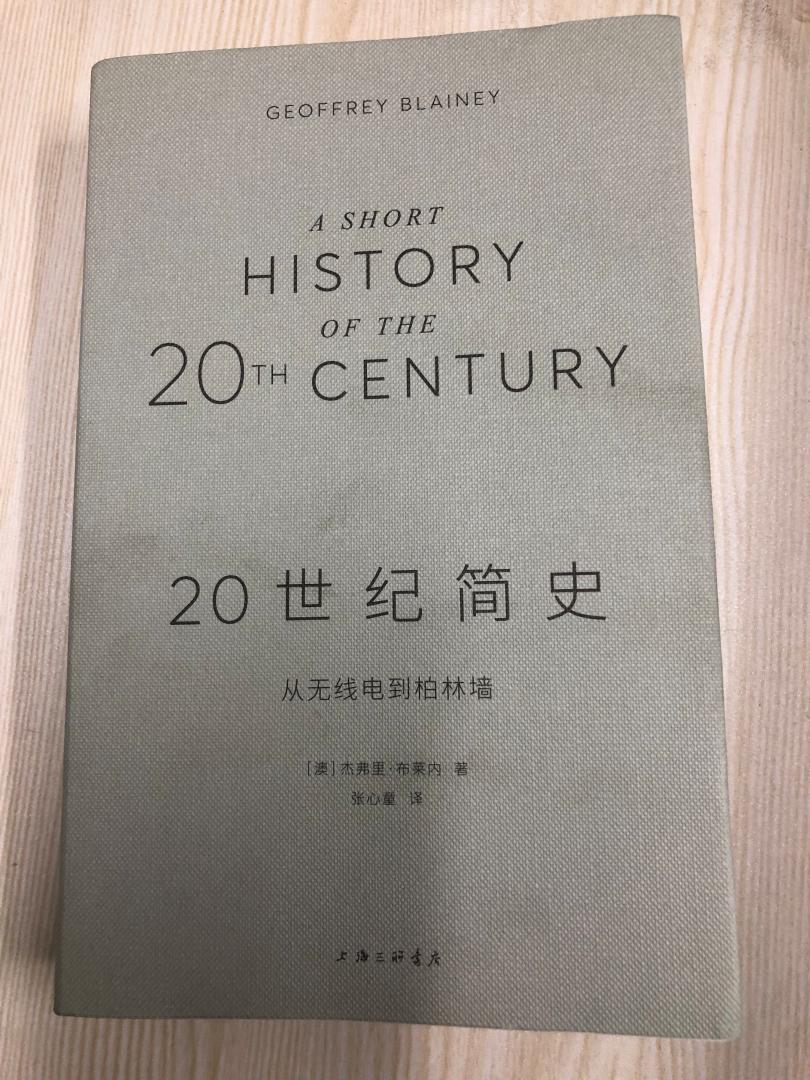 GEOFFREY BLAINEY
A SHORT
HISTORY
OF THE
20TH CENTURY
20世纪简史
从无线电到柏林墙
[澳]杰弗里·布莱内 著
张心童 译
上海三联书店